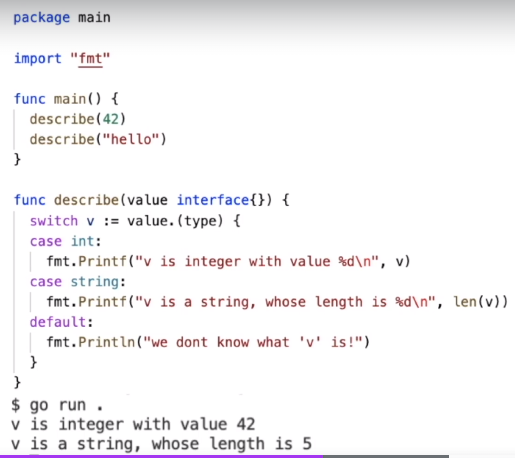 package main
import "fmt"
func main() {
describe(42)
describe("hello")
}
func describe(value interface{}) {
switch v := value.(type) {
case int:
fmt.Printf("v is integer with value %d\n", v)
case string:
fmt.Printf("v is a string, whose length is %d\n", len(v))
default:
fmt.Println("we dont know what 'v' is!")
}
}
$ go run .
v is integer with value 42
v is a string, whose length is 5